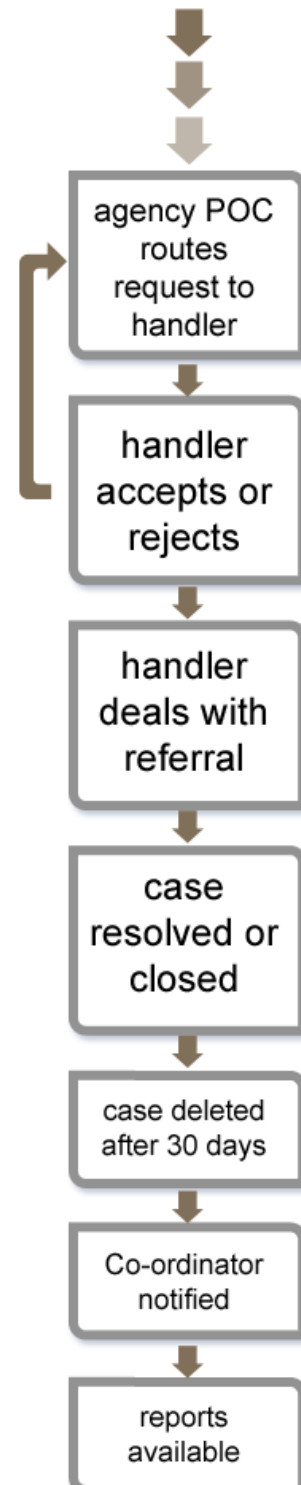 agency POC
routes
request to
handler
handler
accepts or
rejects
handler
deals with
referral
case
resolved or
closed
case deleted
after 30 days
Co-ordinator
notified
reports
available